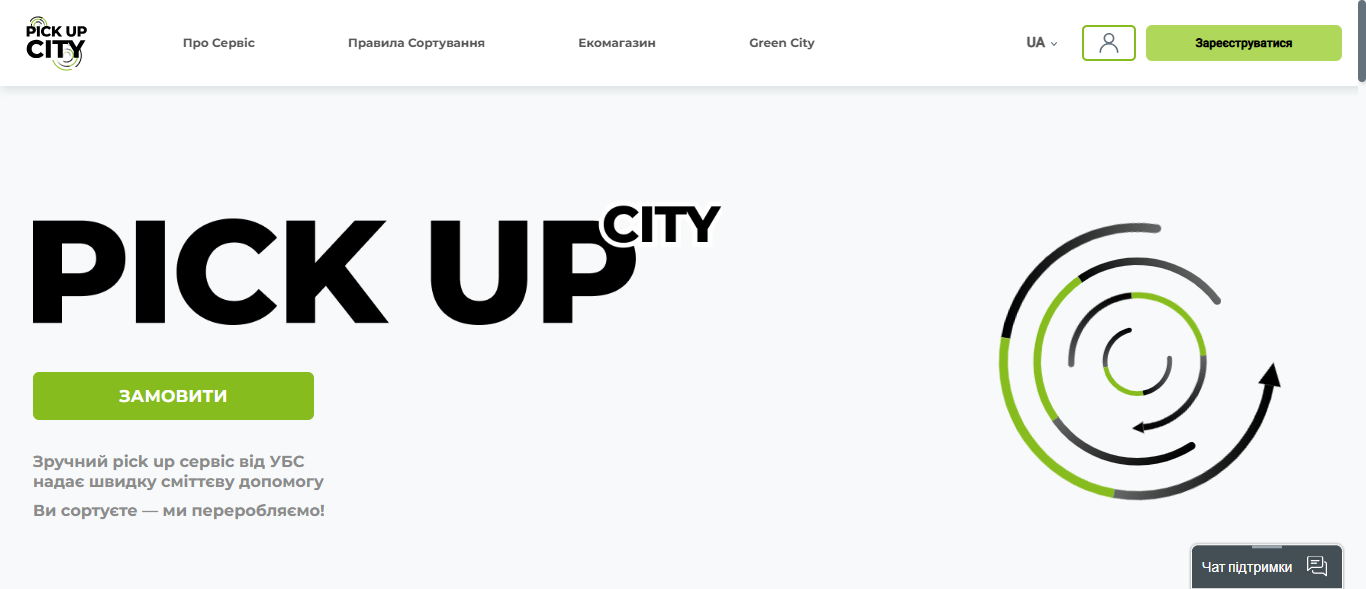 PICK UP
CITY
Про Сервіс
Правила Сортування
Екомагазин
Green City
UA
Зареєструватися
PICK UP CITY
ЗАМОВИТИ
Зручний pick up сервіс від УБС
надає швидку сміттєву допомогу
Ви сортуєте — ми переробляємо!
Чат підтримки